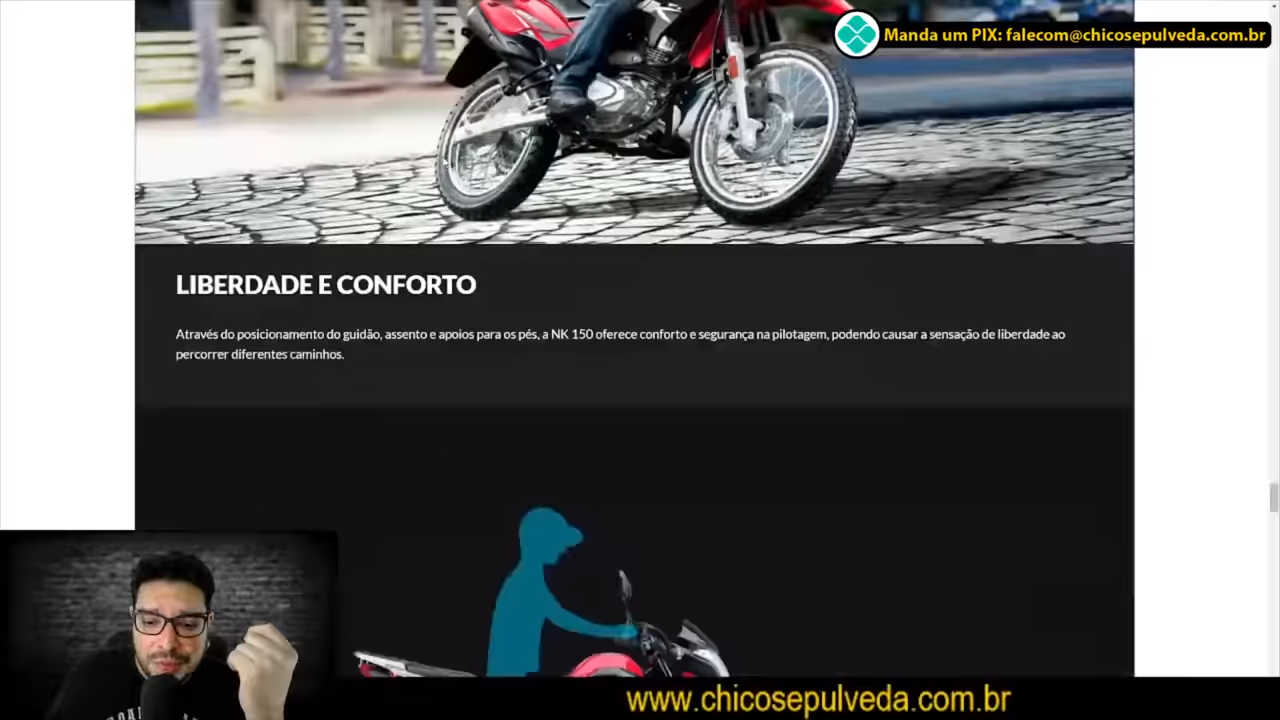 Manda um PIX: falecom@chicosepulveda.com.br
LIBERDADE E CONFORTO
Através do posicionamento do guidão, assento e apoios para os pés, a NK 150 oferece conforto e segurança na pilotagem, podendo causar a sensação de liberdade ao
percorrer diferentes caminhos.
www.chicosepulveda.com.br